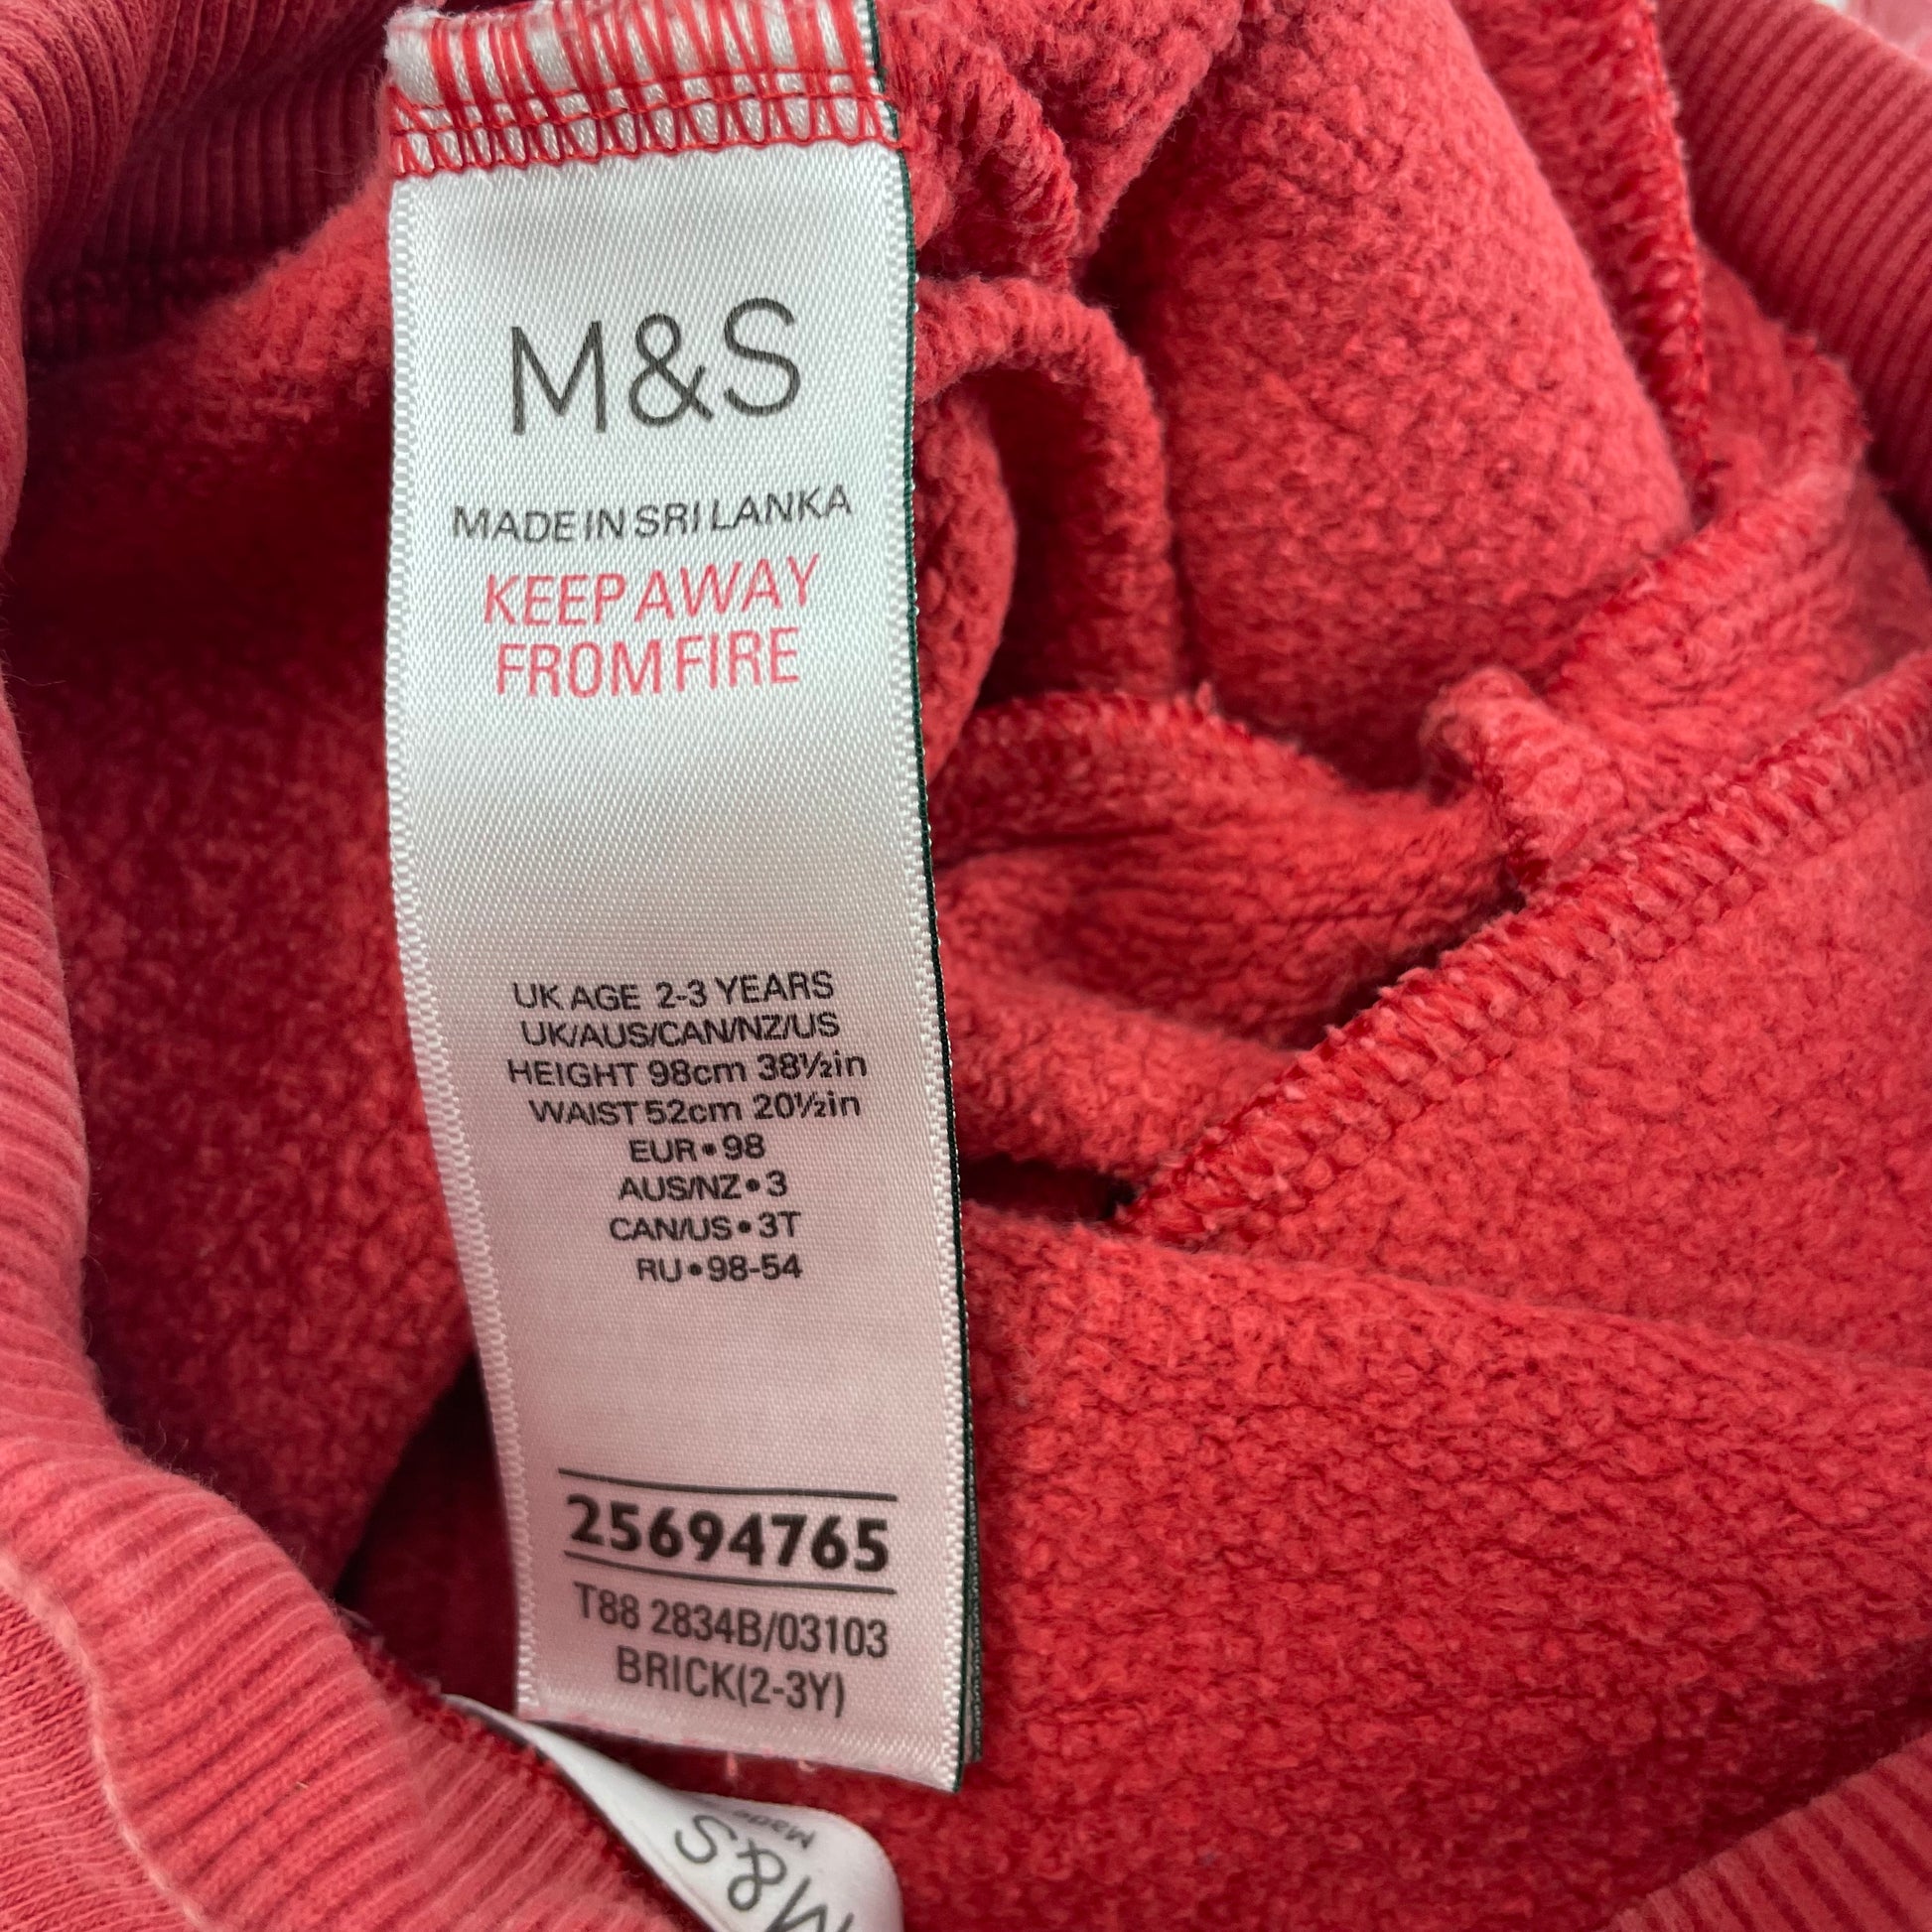 M&S
MADE IN SRI LANKA
KEEP AWAY
FROM FIRE
UK AGE 2-3 YEARS
UK/AUS/CAN/NZ/US
HEIGHT 98cm 38½in
WAIST 52cm 20½in
EUR•98
AUS/NZ•3
CAN/US•3T
RU•98-54
25694765
T88 2834B/03103
BRICK(2-3Y)
M&S
Made